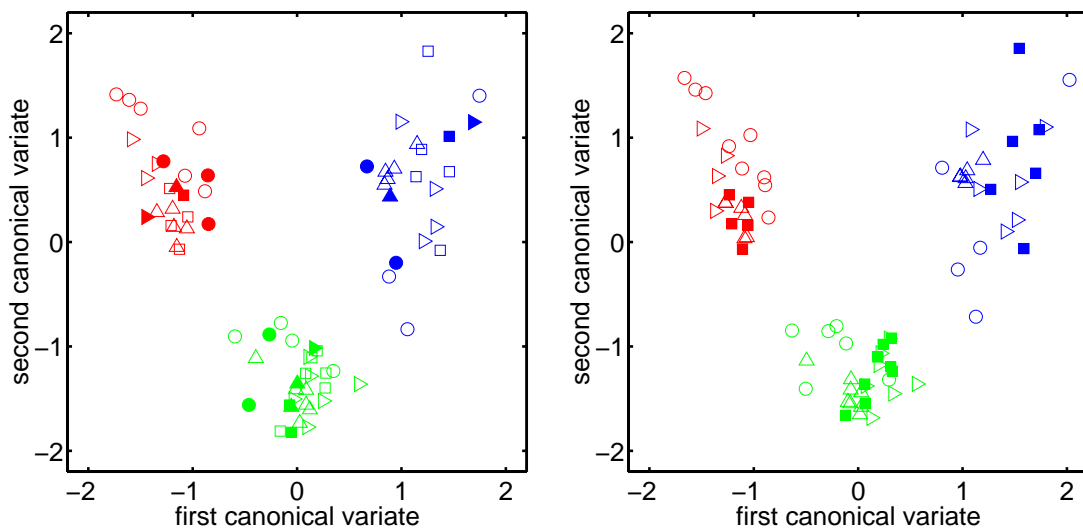 2
1
0
−1
−2
second canonical variate
−2 −1 0 1 2
first canonical variate
2
1
0
−1
−2
second canonical variate
−2 −1 0 1 2
first canonical variate